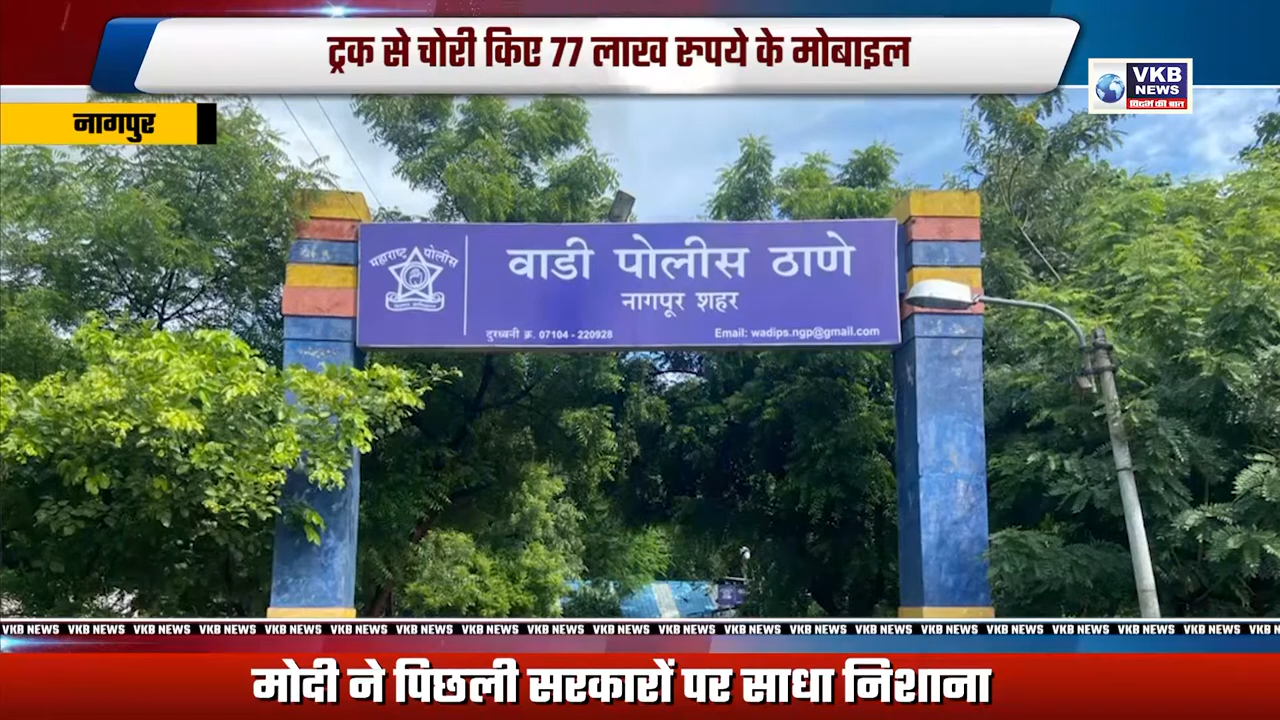 ट्रक से चोरी किए 77 लाख रुपये के मोबाइल
VKB
NEWS
विदर्भ की बात
नागपुर
महाराष्ट्र पोलीस
वाडी पोलीस ठाणे
नागपूर शहर
दुरध्वनी क्र. 07104 - 220928
Email: wadips.ngp@gmail.com
VKB NEWS VKB NEWS VKB NEWS VKB NEWS VKB NEWS VKB NEWS VKB NEWS VKB NEWS VKB NEWS VKB NEWS VKB NEWS VKB NEWS VKB NEWS VKB NEWS VKB NEWS VKB NEWS VKB NEWS VKB NEWS VKB NEWS VKB N
मोदी ने पिछली सरकारों पर साधा निशाना